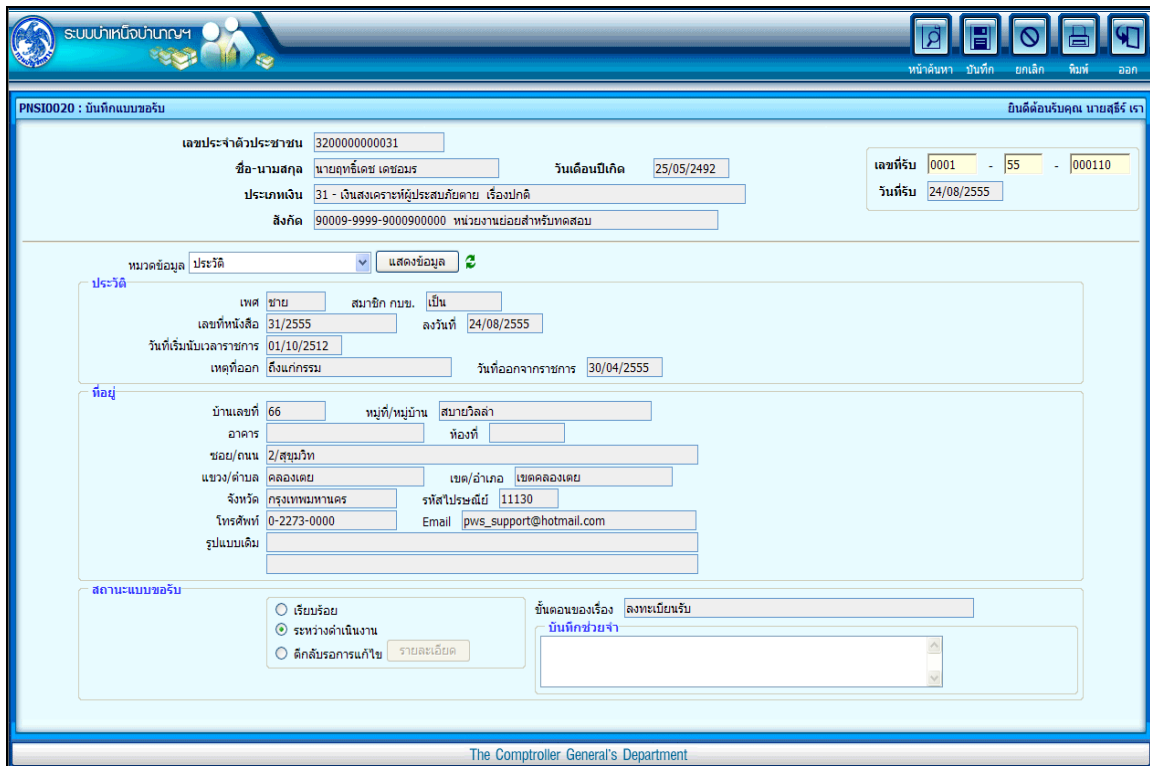 ระบบบำเหน็จบำนาญฯ
หน้าค้นหา บันทึก ยกเลิก พิมพ์ ออก
PNSI0020 : บันทึกแบบขอรับ ยินดีต้อนรับคุณ นายสุธีร์ เรา
เลขประจำตัวประชาชน 3200000000031
ชื่อ-นามสกุล นายฤทธิ์เดช เดชอมร วันเดือนปีเกิด 25/05/2492 เลขที่รับ 0001 - 55 - 000110
ประเภทเงิน 31 - เงินสงเคราะห์ผู้ประสบภัยตาย เรื่องปกติ วันที่รับ 24/08/2555
สังกัด 90009-9999-9000900000 หน่วยงานย่อยสำหรับทดสอบ
หมวดข้อมูล ประวัติ แสดงข้อมูล
ประวัติ
เพศ ชาย สมาชิก กบข. เป็น
เลขที่หนังสือ 31/2555 ลงวันที่ 24/08/2555
วันที่เริ่มนับเวลาราชการ 01/10/2512
เหตุที่ออก ถึงแก่กรรม วันที่ออกจากราชการ 30/04/2555
ที่อยู่
บ้านเลขที่ 66 หมู่ที่/หมู่บ้าน สบายวิลล่า
อาคาร ห้องที่
ซอย/ถนน 2/สุขุมวิท
แขวง/ตำบล คลองเตย เขต/อำเภอ เขตคลองเตย
จังหวัด กรุงเทพมหานคร รหัสไปรษณีย์ 11130
โทรศัพท์ 0-2273-0000 Email pws_support@hotmail.com
รูปแบบเดิม
สถานะแบบขอรับ
เรียบร้อย ขั้นตอนของเรื่อง ลงทะเบียนรับ
ระหว่างดำเนินงาน บันทึกช่วยจำ
ตีกลับรอการแก้ไข รายละเอียด
The Comptroller General's Department